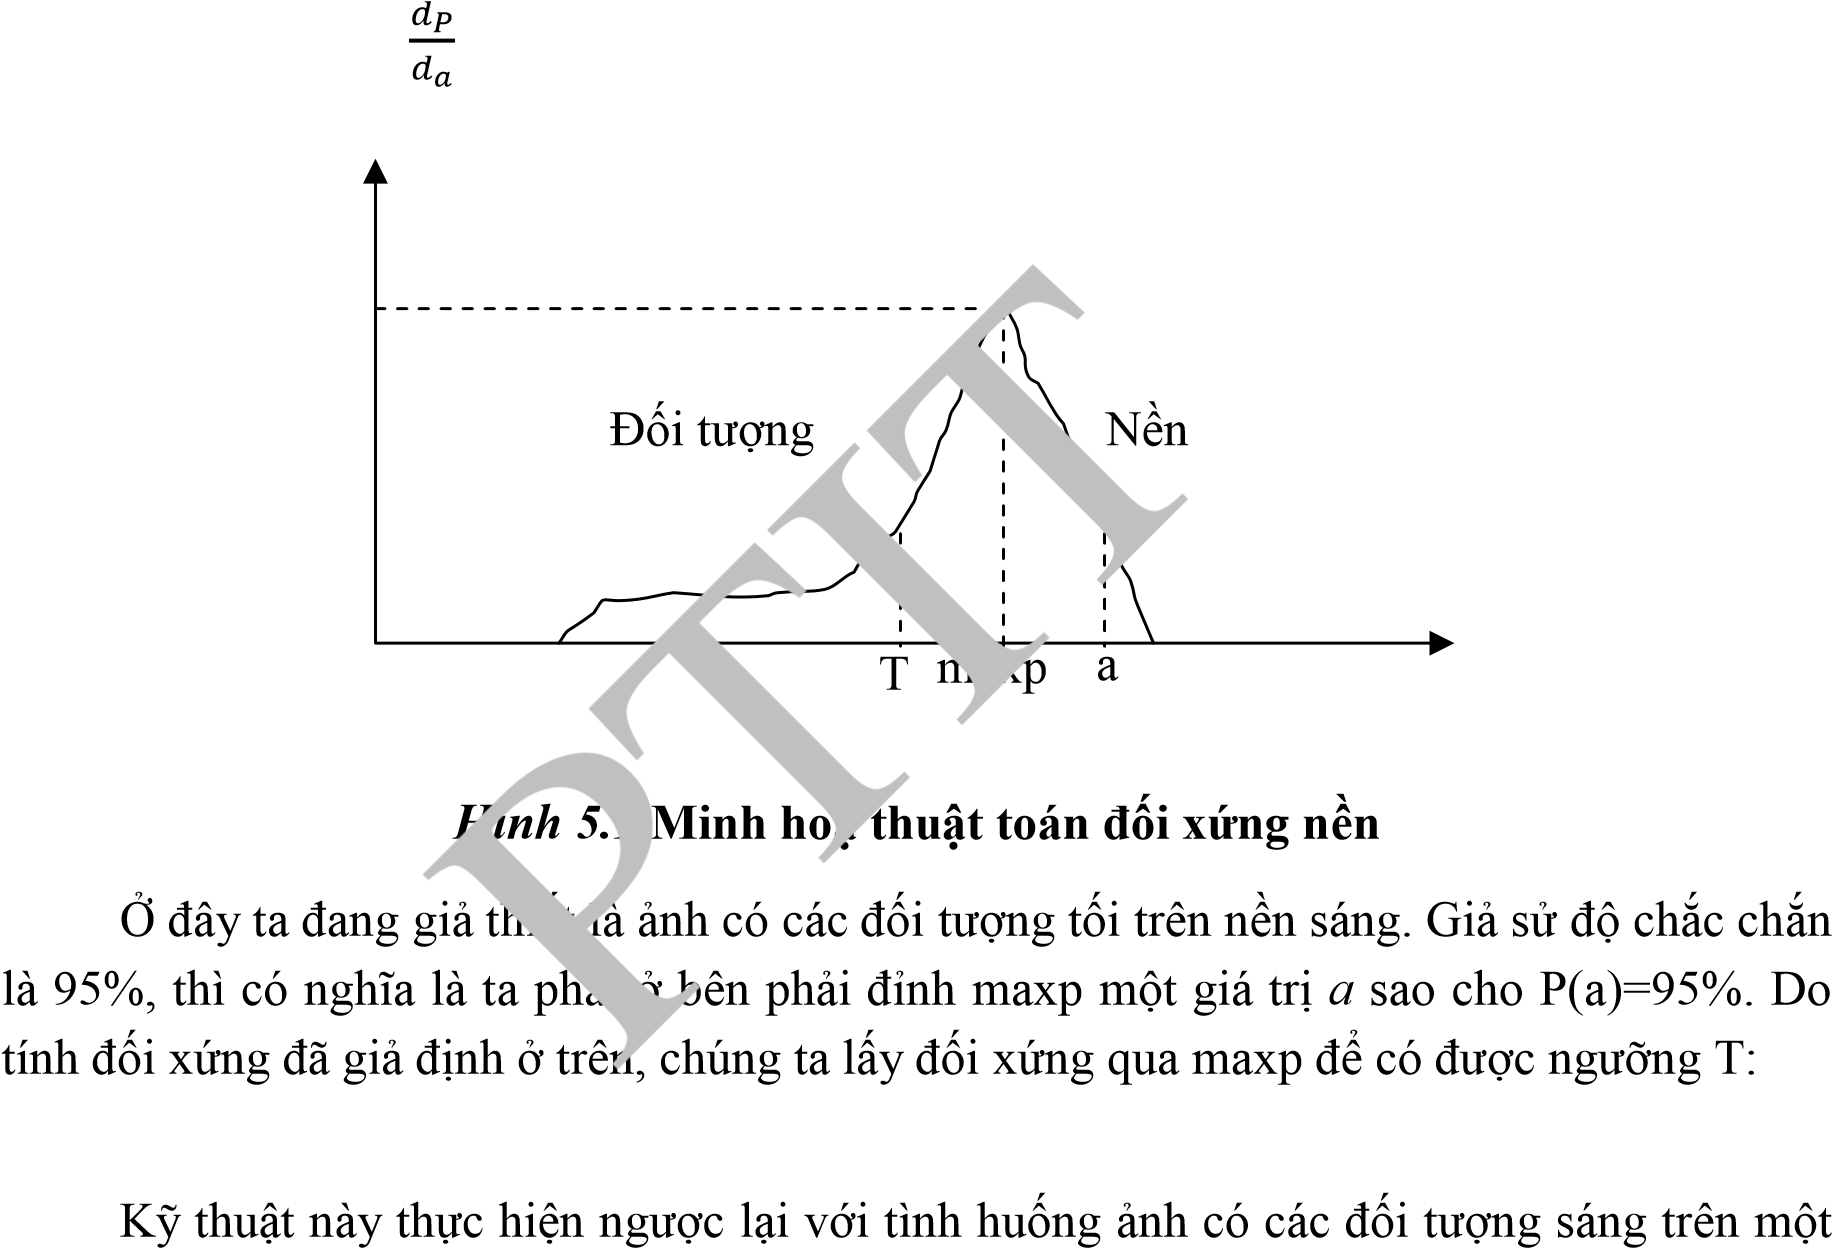 dP
da
Đối tượng Nền
T a
5. Minh thuật toán đối xứng nền
Ở đây ta đang giả là ảnh có các đối tượng tối trên nền sáng. Giả sử độ chắc chắn
là 95%, thì có nghĩa là ta ở bên phải đỉnh maxp một giá trị a sao cho P(a)=95%. Do
tính đối xứng đã giả định ở trên, chúng ta lấy đối xứng qua maxp để có được ngưỡng T:
Kỹ thuật này thực hiện ngược lại với tình huống ảnh có các đối tượng sáng trên một
PTIT